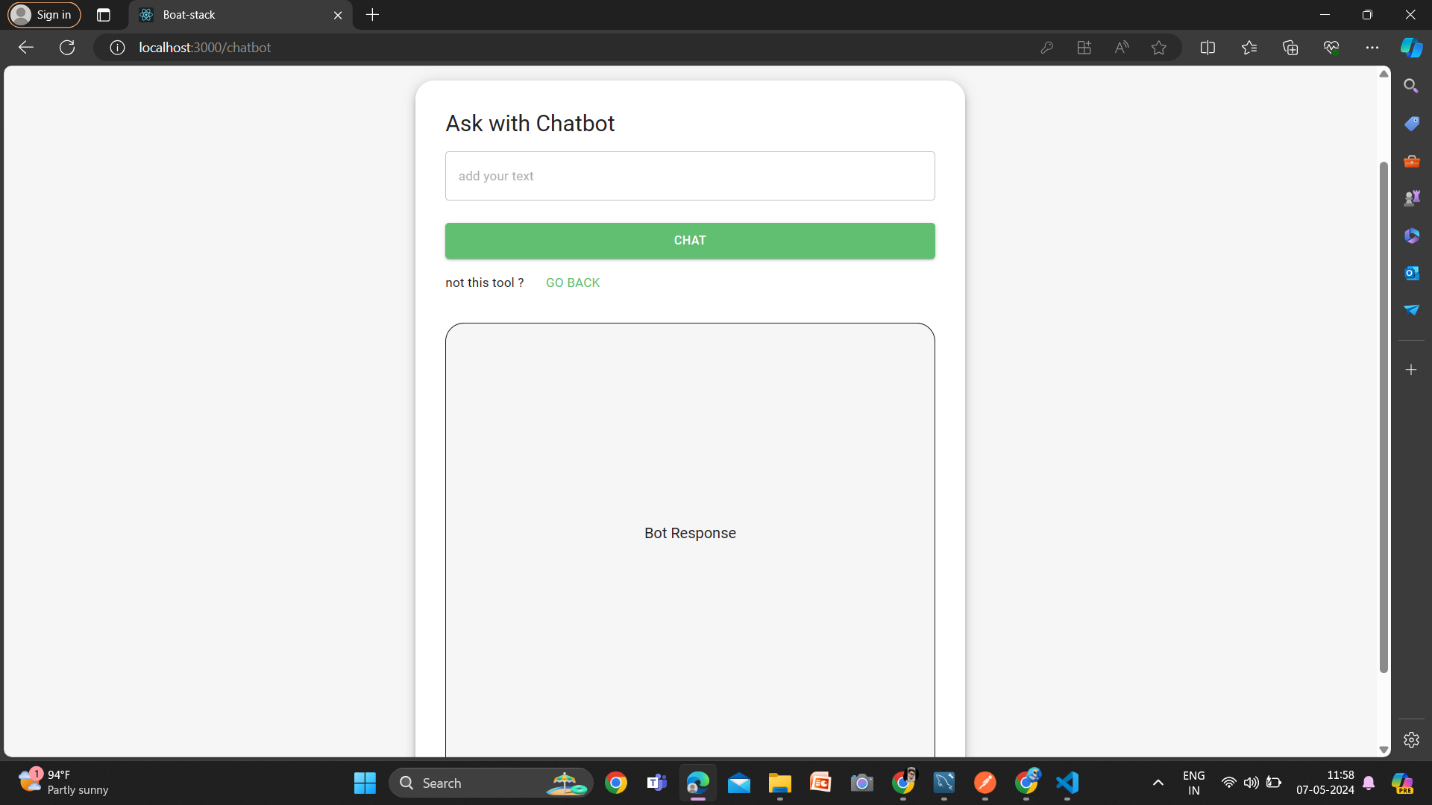 Sign in
Boat-stack
localhost:3000/chatbot
Ask with Chatbot
add your text
CHAT
not this tool ? GO BACK
Bot Response
1
94°F
Partly sunny
Search
ENG
IN
11:58
07-05-2024
PRE